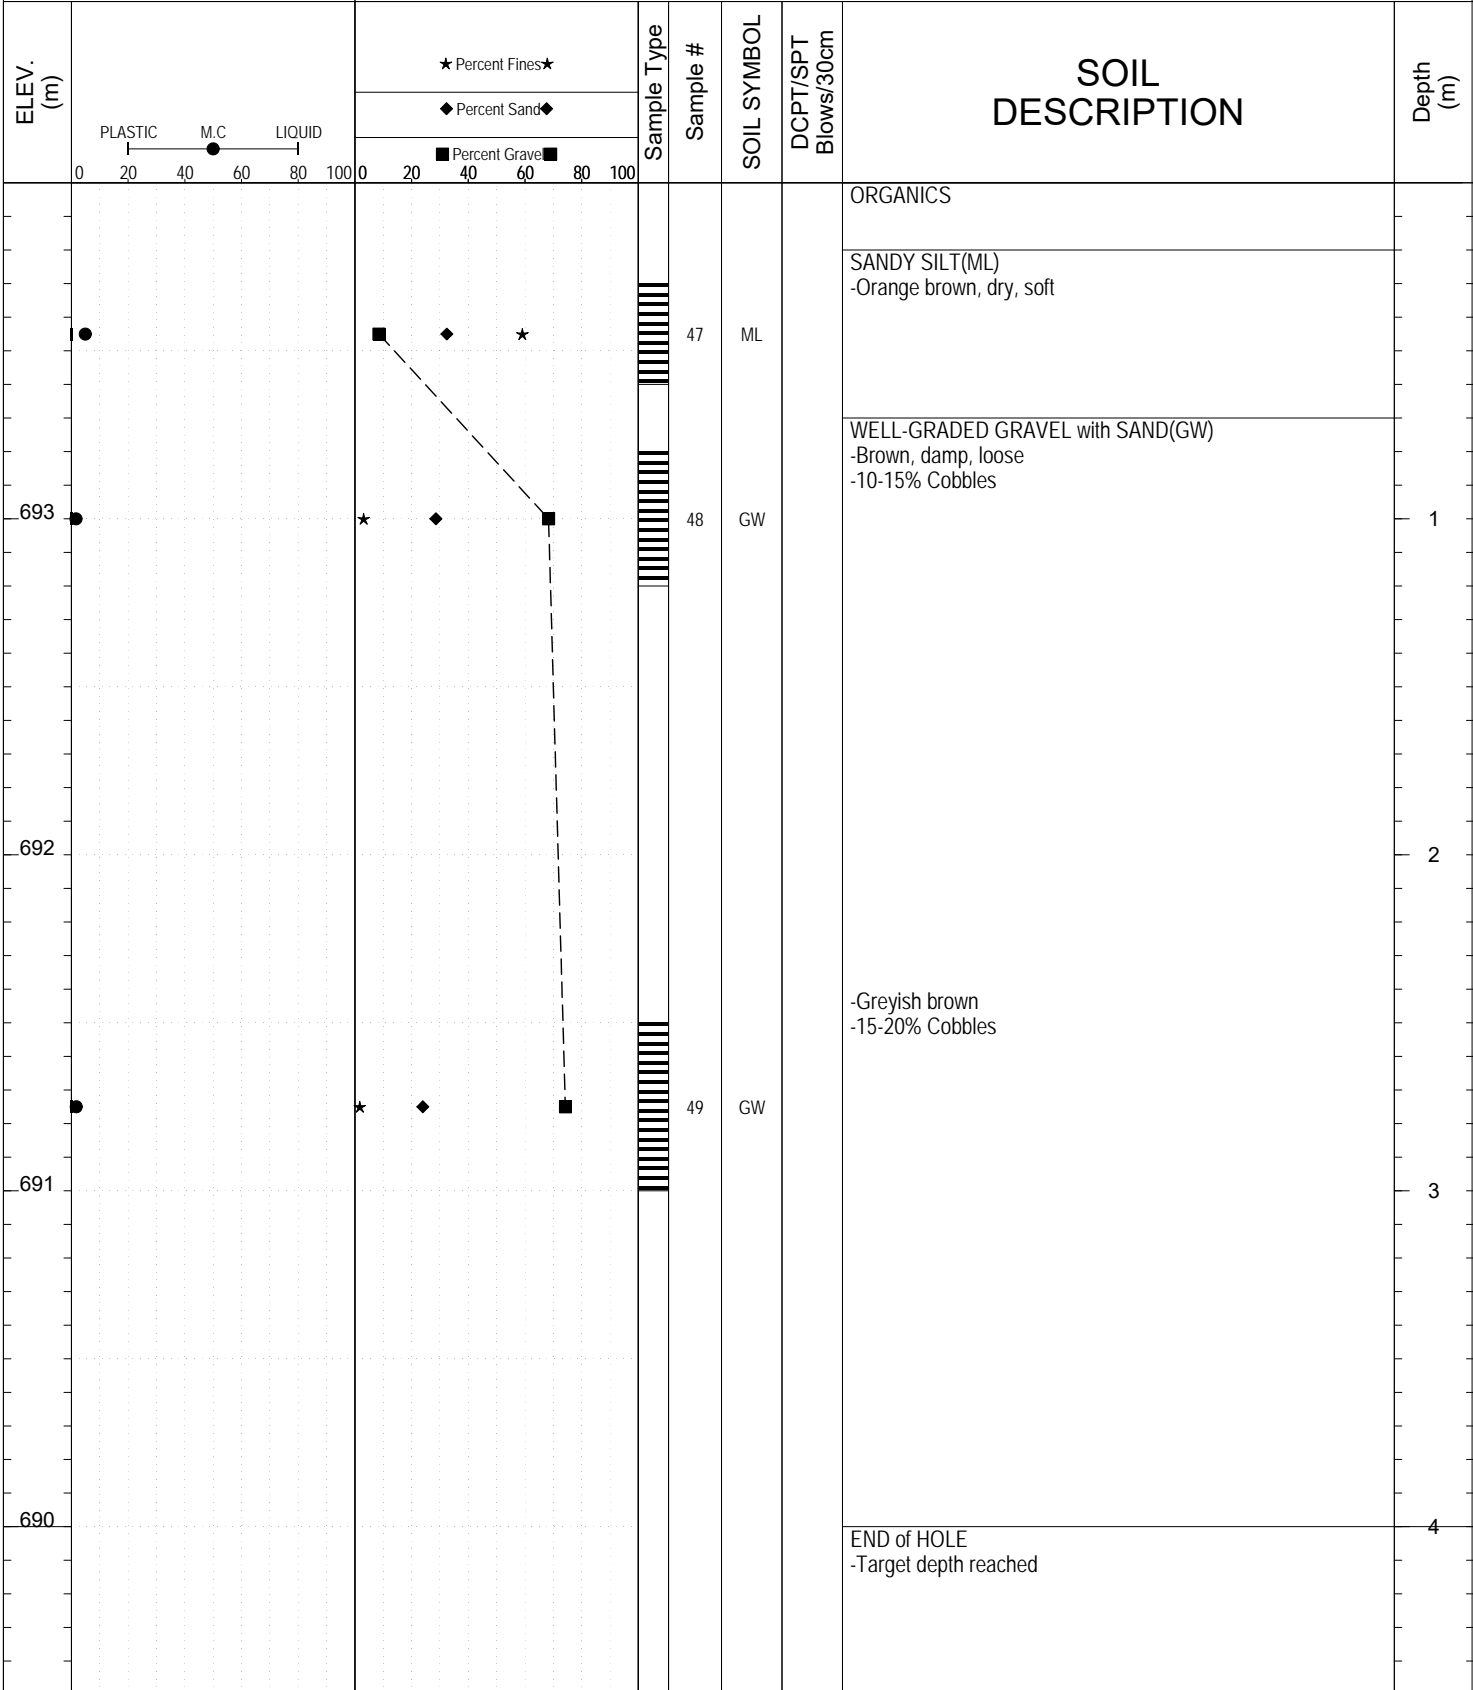 ELEV.
(m)
PLASTIC M.C LIQUID
0 20 40 60 80 100
★ Percent Fines ★
◆ Percent Sand ◆
■ Percent Gravel ■
0 20 40 60 80 100
Sample Type
Sample #
SOIL SYMBOL
DCPT/SPT
Blows/30cm
SOIL
DESCRIPTION
Depth
(m)
ORGANICS
SANDY SILT(ML)
-Orange brown, dry, soft
47 ML
WELL-GRADED GRAVEL with SAND(GW)
-Brown, damp, loose
-10-15% Cobbles
693 48 GW 1
692 2
-Greyish brown
-15-20% Cobbles
49 GW
691 3
690 4
END of HOLE
-Target depth reached